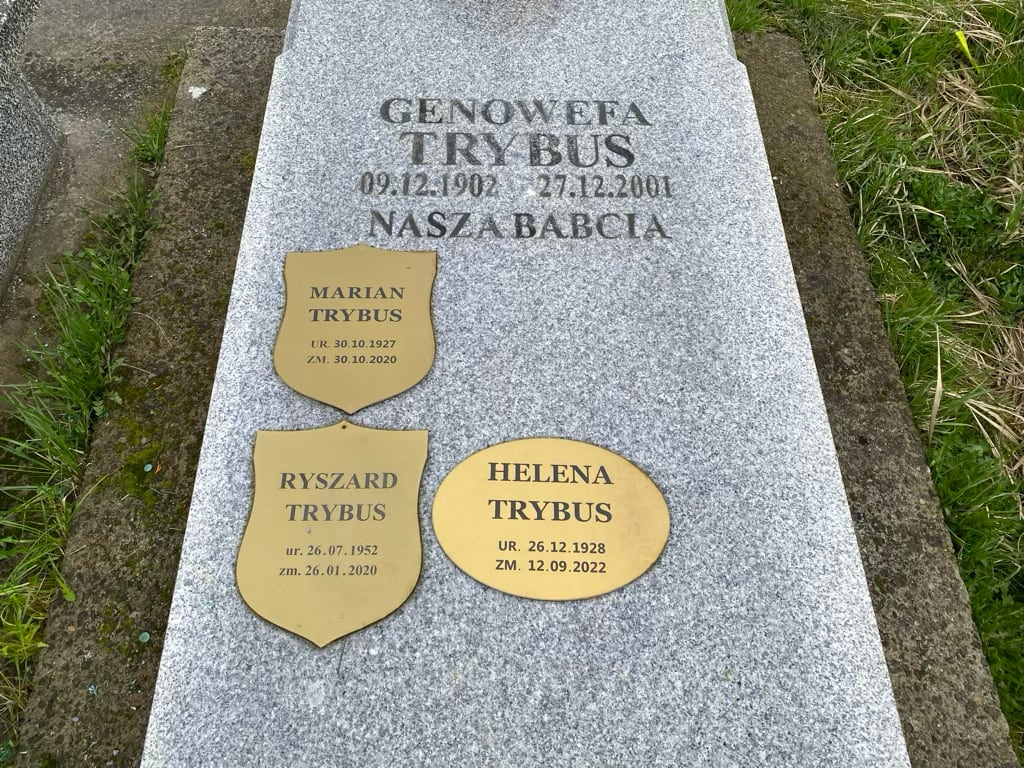 GENOWEFA
TRYBUS
09.12.1902 27.12.2001
NASZA BABCIA
MARIAN
TRYBUS
UR. 30.10.1927
ZM. 30.10.2020
RYSZARD
TRYBUS
ur. 26.07.1952
zm. 26.01.2020
HELENA
TRYBUS
UR. 26.12.1928
ZM. 12.09.2022